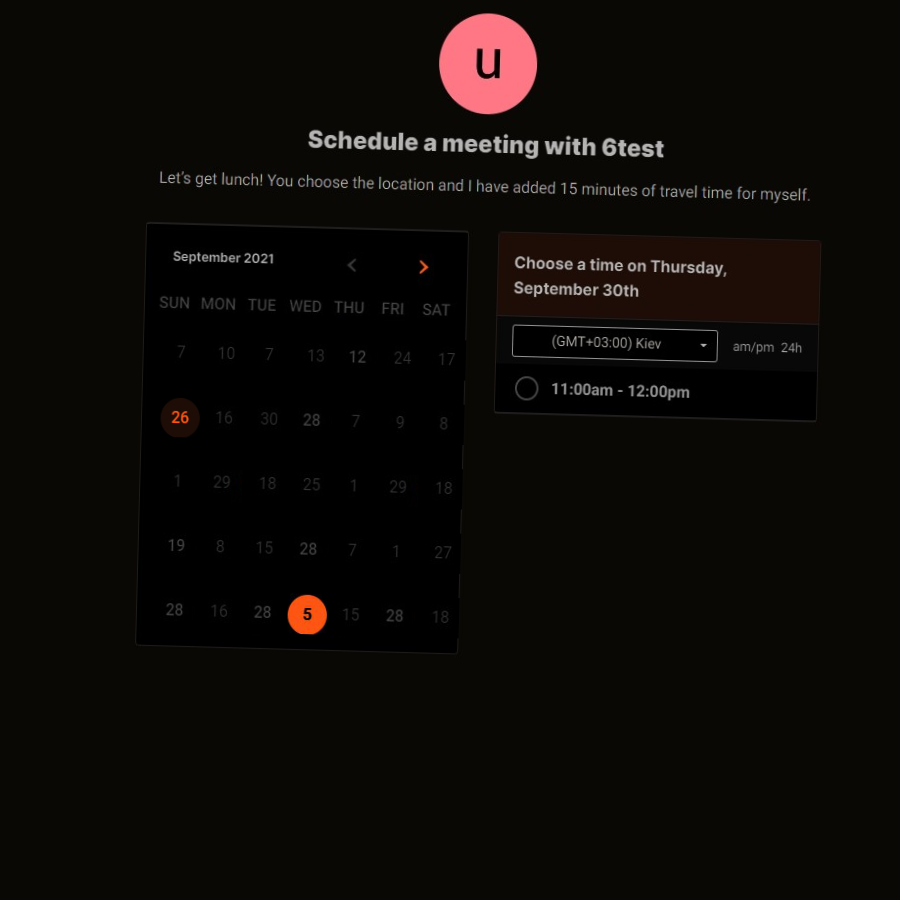 u
Schedule a meeting with 6test
Let's get lunch! You choose the location and I have added 15 minutes of travel time for myself.
September 2021
SUN MON TUE WED THU FRI SAT
7 10 7 13 12 24 17
26 16 30 28 7 9 8
1 29 18 25 1 29 18
19 8 15 28 7 1 27
28 16 28 5 15 28 18
Choose a time on Thursday,
September 30th
(GMT+03:00) Kiev am/pm 24h
11:00am - 12:00pm